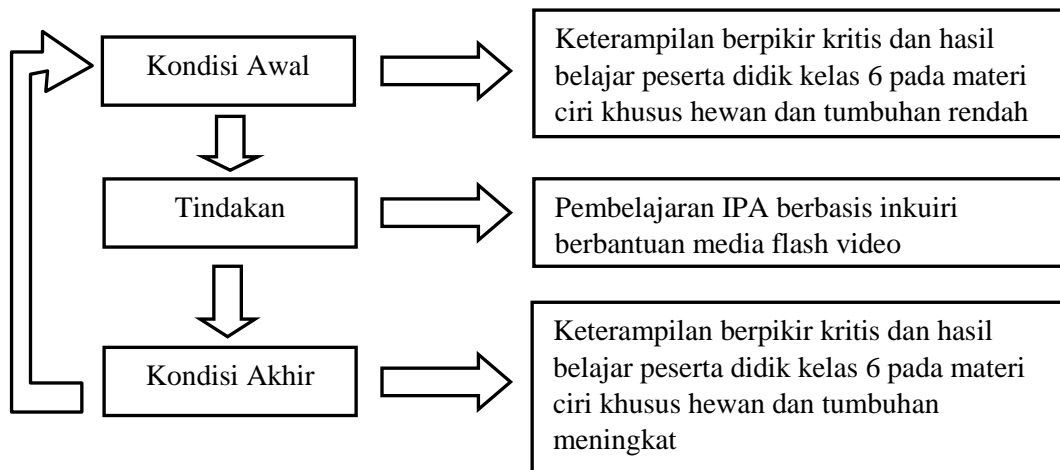 Kondisi Awal
Keterampilan berpikir kritis dan hasil
belajar peserta didik kelas 6 pada materi
ciri khusus hewan dan tumbuhan rendah
Tindakan
Pembelajaran IPA berbasis inkuiri
berbantuan media flash video
Kondisi Akhir
Keterampilan berpikir kritis dan hasil
belajar peserta didik kelas 6 pada materi
ciri khusus hewan dan tumbuhan
meningkat